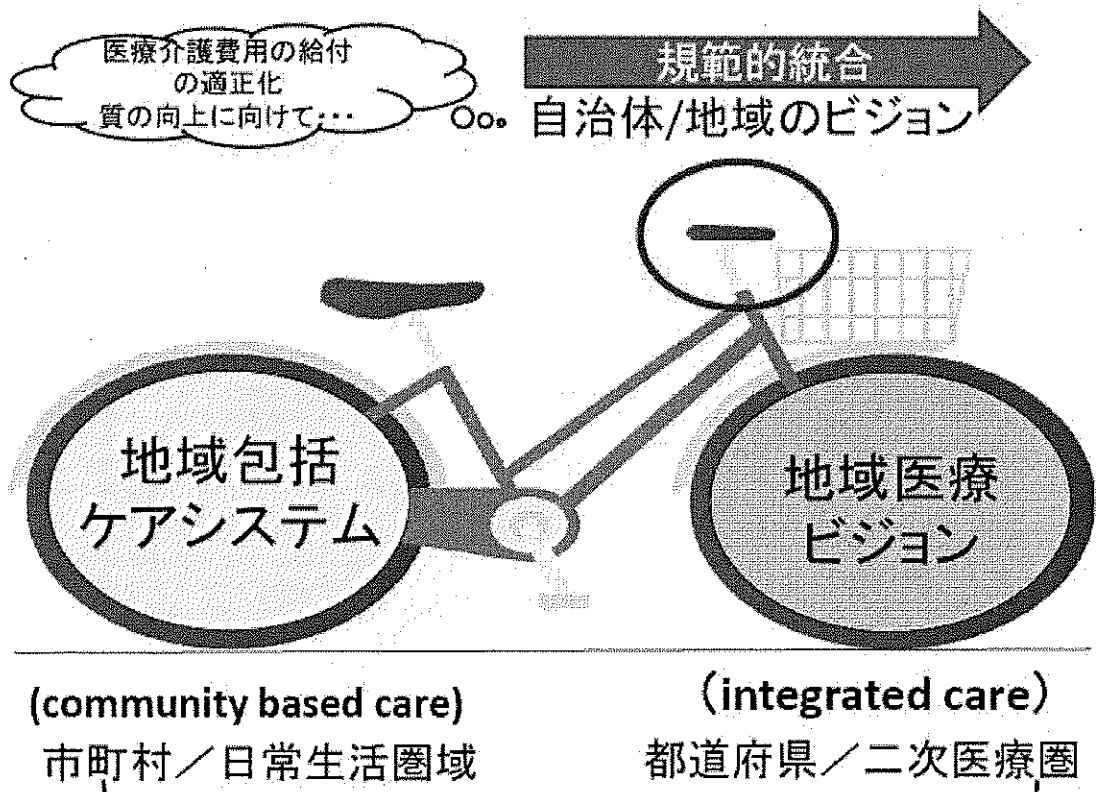 医療介護費用の給付
の適正化
質の向上に向けて・・・
規範的統合
自治体/地域のビジョン
地域包括
ケアシステム
地域医療
ビジョン
(community based care)
市町村／日常生活圏域
（integrated care）
都道府県／二次医療圏